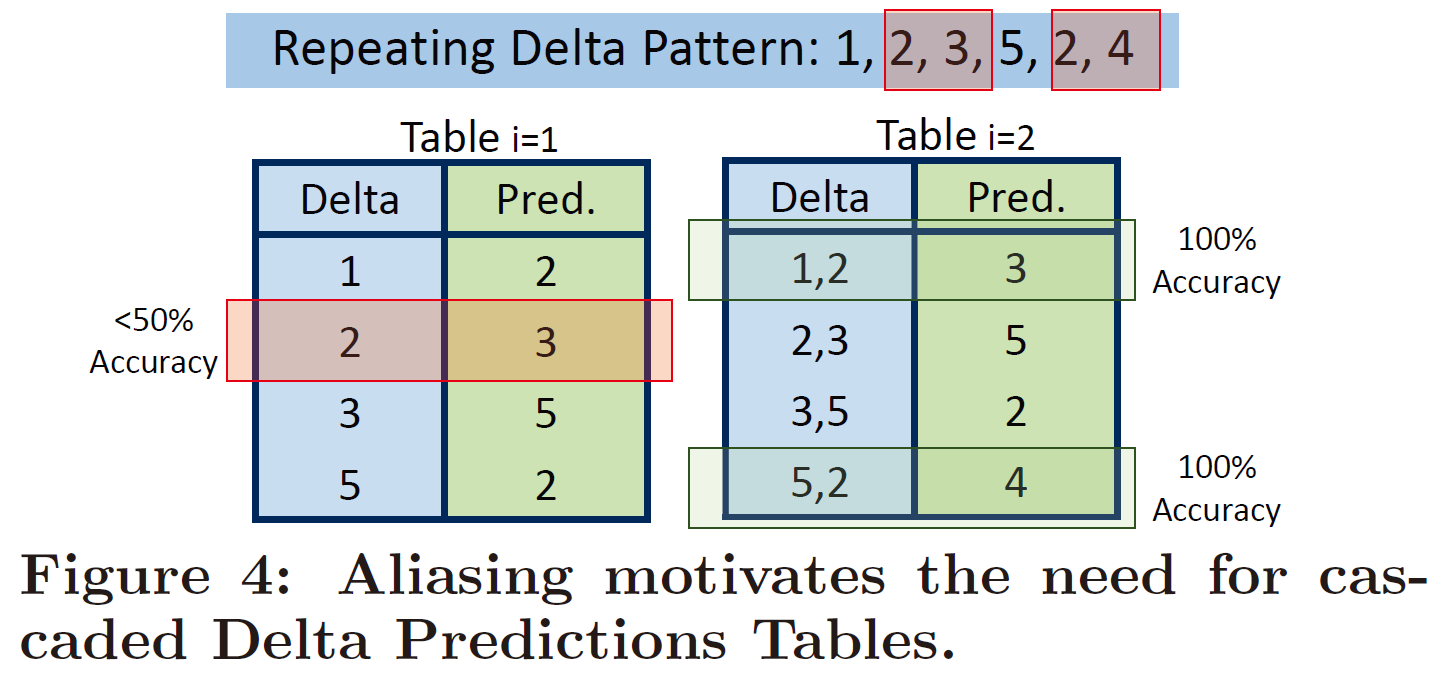 Repeating Delta Pattern: 1, 2, 3, 5, 2, 4
Table i=1
Delta Pred.
1 2
2 3
3 5
5 2
<50%
Accuracy
Table i=2
Delta Pred.
1,2 3
2,3 5
3,5 2
5,2 4
100%
Accuracy
100%
Accuracy
Figure 4: Aliasing motivates the need for cas-
caded Delta Predictions Tables.